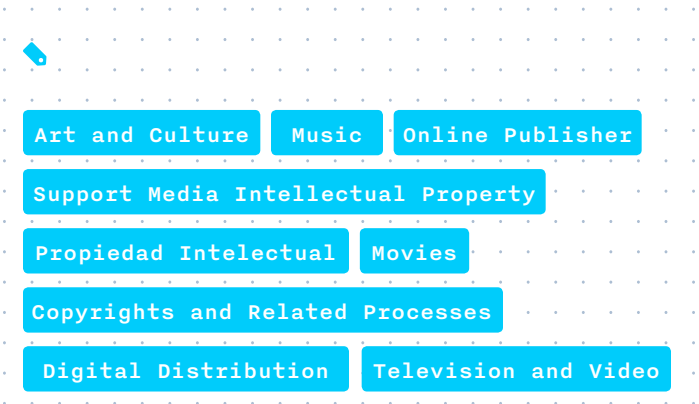 Art and Culture Music Online Publisher
Support Media Intellectual Property
Propiedad Intelectual Movies
Copyrights and Related Processes
Digital Distribution Television and Video